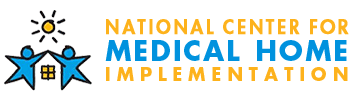 NATIONAL CENTER FOR
MEDICAL HOME
IMPLEMENTATION